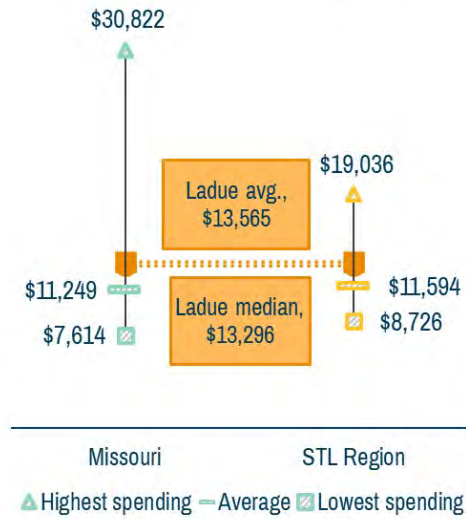 $30,822
$19,036
Ladue avg.,
$13,565
$11,249
$11,594
Ladue median,
$13,296
$7,614
$8,726
Missouri
STL Region
Highest spending
Average
Lowest spending